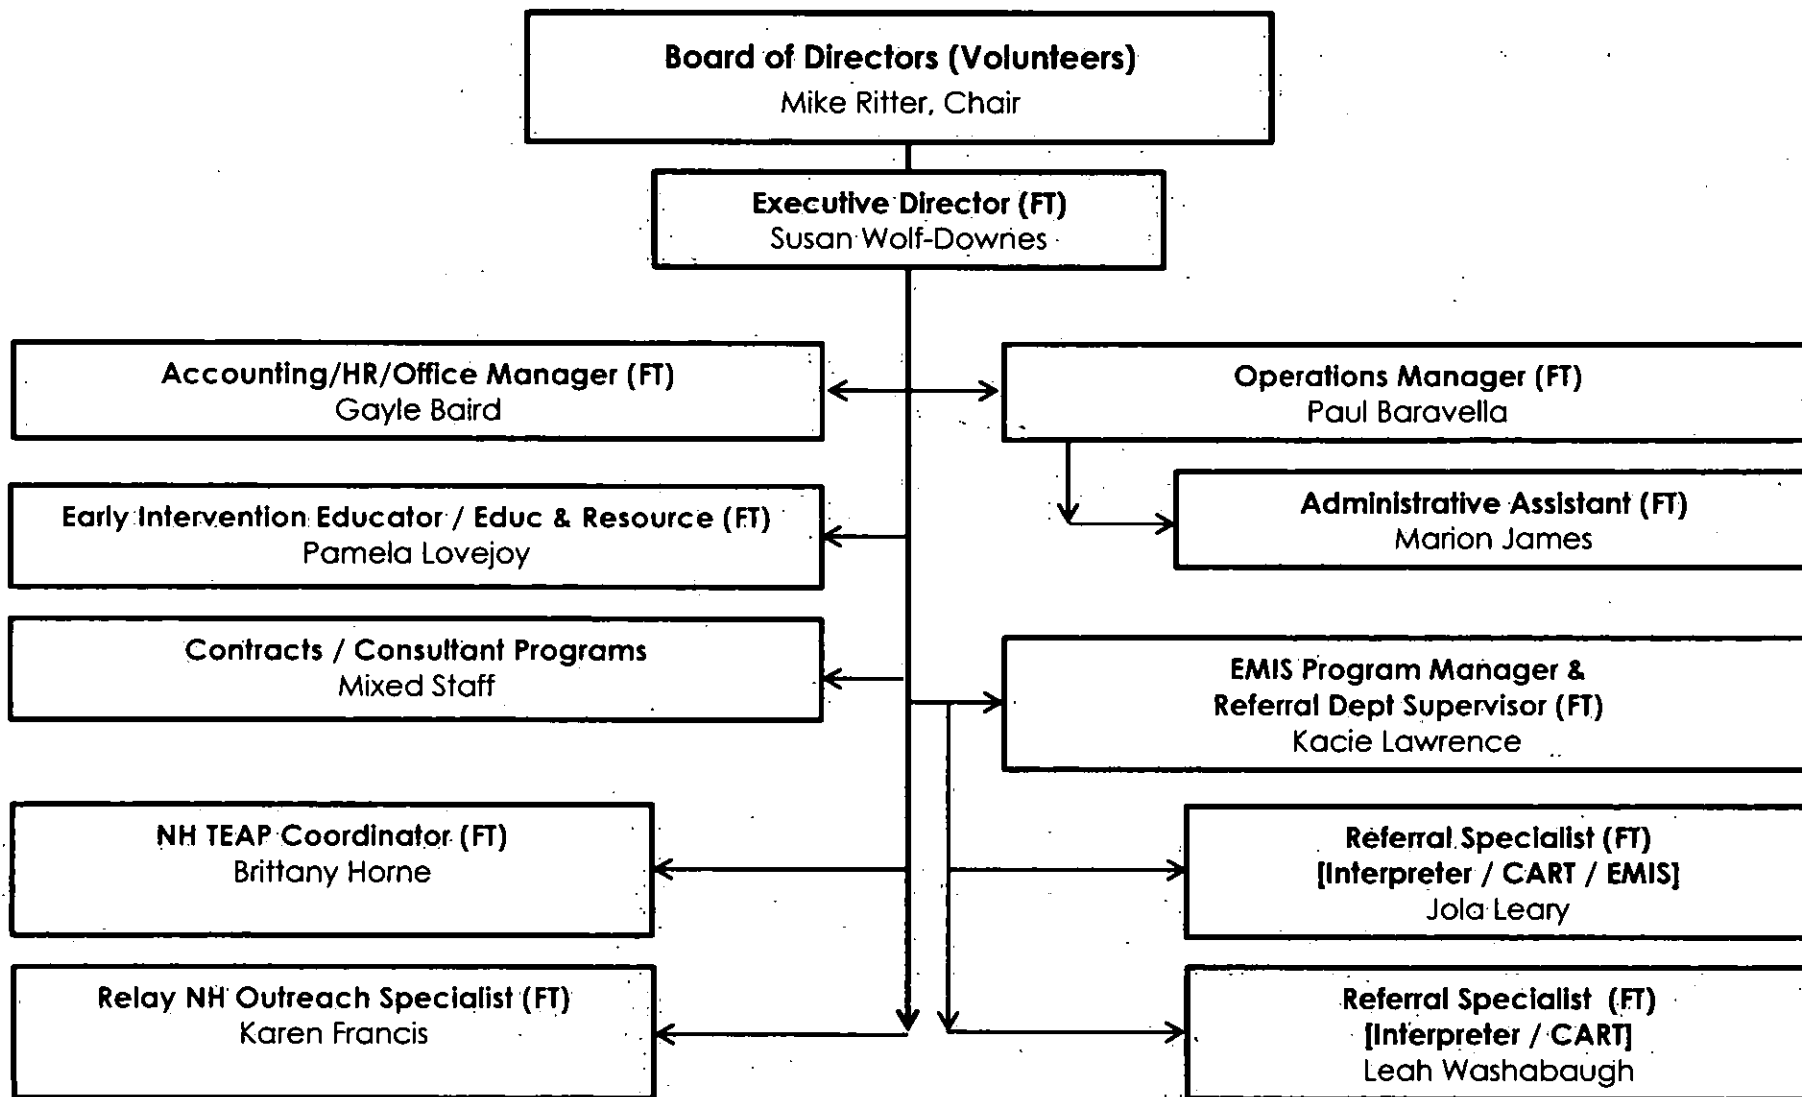 Board of Directors (Volunteers)
Mike Ritter, Chair
Executive Director (FT)
Susan Wolf-Downes
Accounting/HR/Office Manager (FT)
Gayle Baird
Operations Manager (FT)
Paul Baravella
Administrative Assistant (FT)
Marion James
Early Intervention Educator / Educ & Resource (FT)
Pamela Lovejoy
Contracts / Consultant Programs
Mixed Staff
EMIS Program Manager &
Referral Dept Supervisor (FT)
Kacie Lawrence
NH TEAP Coordinator (FT)
Brittany Horne
Referral Specialist (FT)
[Interpreter / CART / EMIS]
Jola Leary
Relay NH Outreach Specialist (FT)
Karen Francis
Referral Specialist (FT)
[Interpreter / CART]
Leah Washabaugh